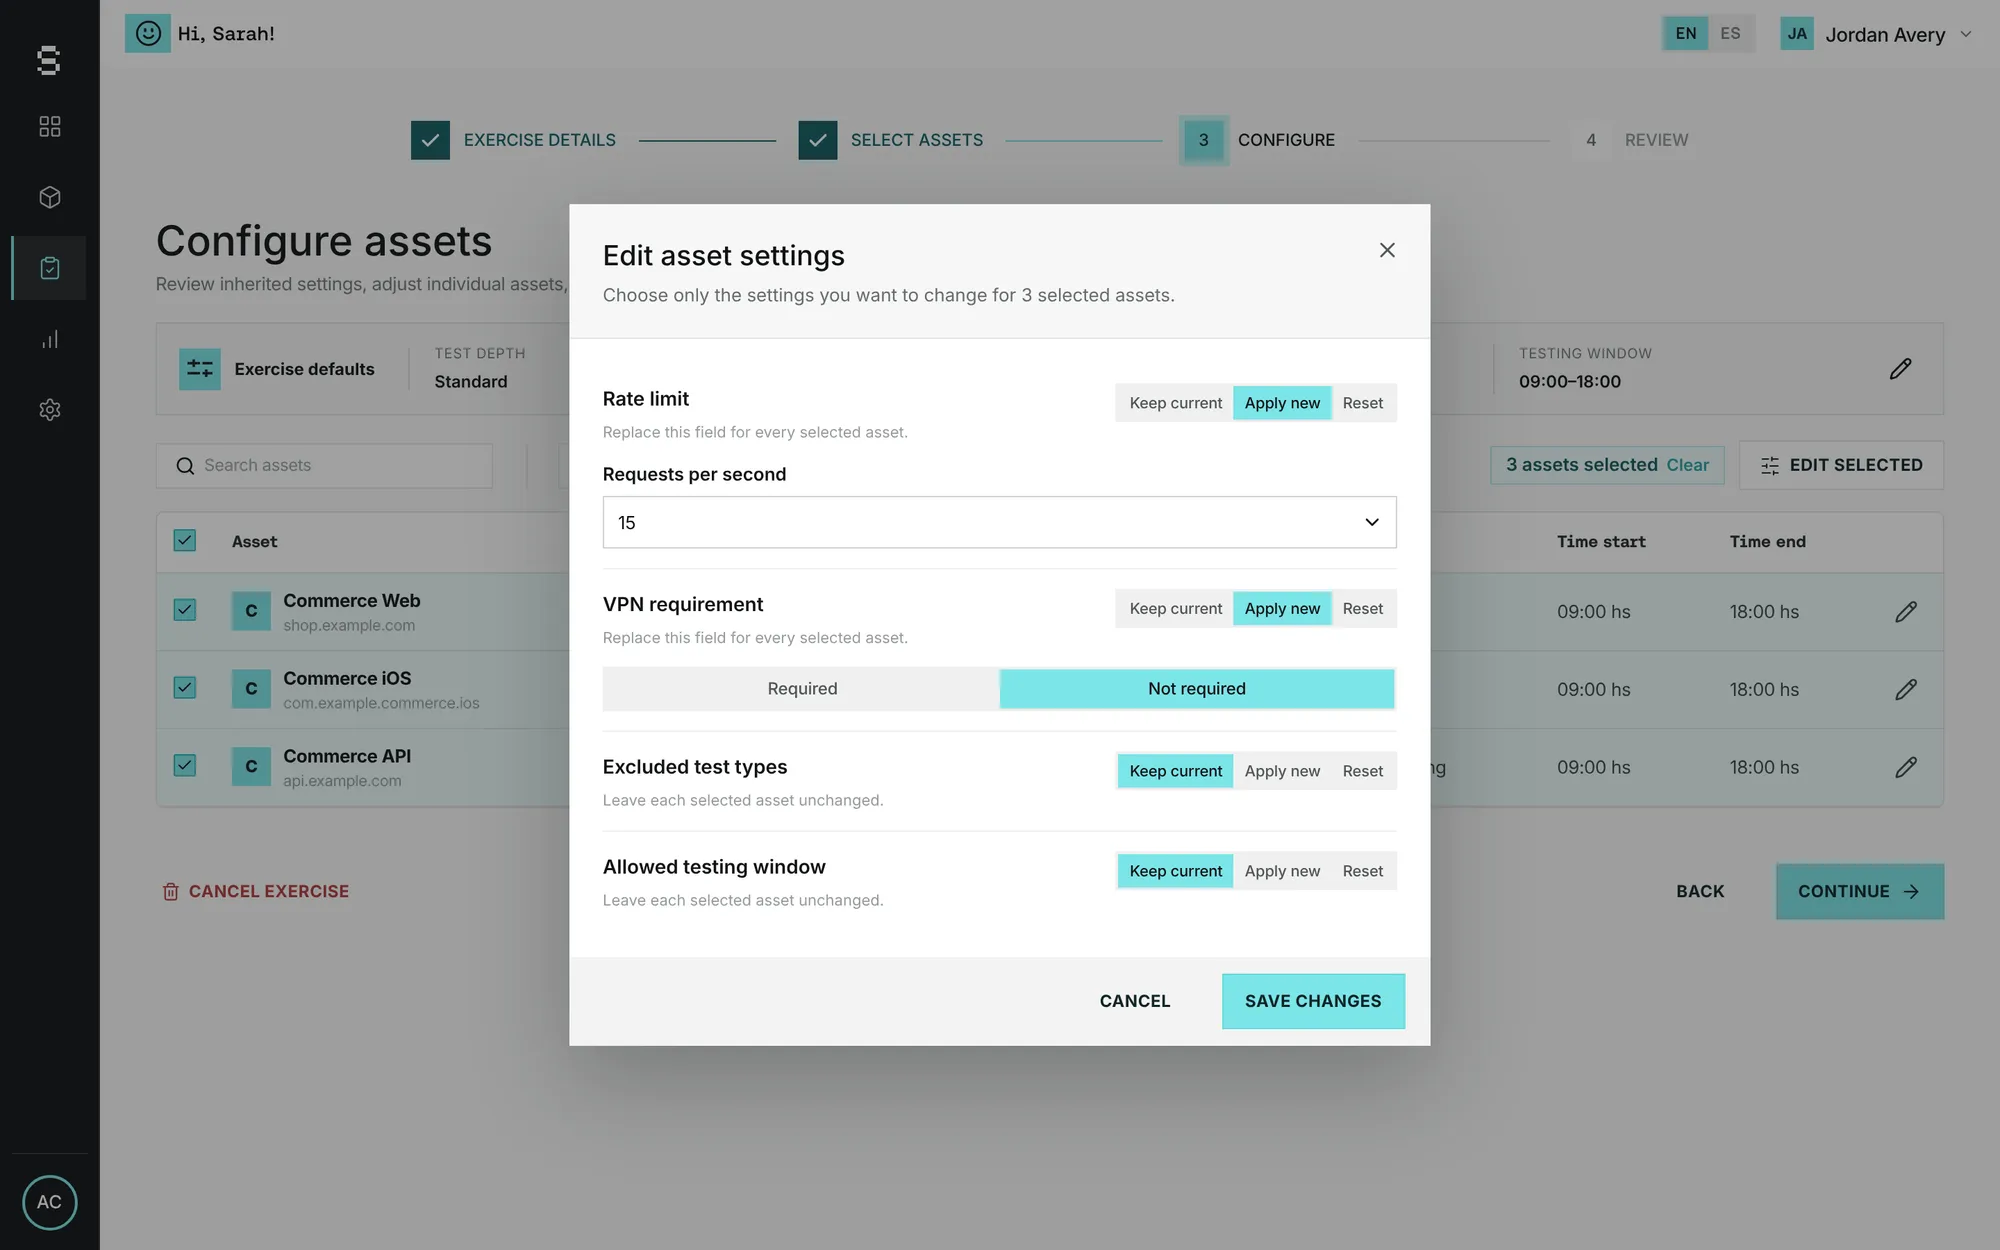 Hi, Sarah!
EN ES
JA Jordan Avery
EXERCISE DETAILS
SELECT ASSETS
3 CONFIGURE
4 REVIEW
Configure assets
Review inherited settings, adjust individual assets,
Exercise defaults
TEST DEPTH
Standard
TESTING WINDOW
09:00–18:00
Search assets
3 assets selected Clear
EDIT SELECTED
Asset
Time start
Time end
C
Commerce Web
shop.example.com
09:00 hs
18:00 hs
C
Commerce iOS
com.example.commerce.ios
09:00 hs
18:00 hs
C
Commerce API
api.example.com
09:00 hs
18:00 hs
CANCEL EXERCISE
BACK
CONTINUE
AC
Edit asset settings
Choose only the settings you want to change for 3 selected assets.
Rate limit
Keep current Apply new Reset
Replace this field for every selected asset.
Requests per second
15
VPN requirement
Keep current Apply new Reset
Replace this field for every selected asset.
Required
Not required
Excluded test types
Keep current Apply new Reset
Leave each selected asset unchanged.
Allowed testing window
Keep current Apply new Reset
Leave each selected asset unchanged.
CANCEL
SAVE CHANGES